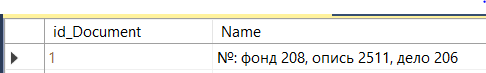 id_Document Name
1 №: фонд 208, опись 2511, дело 206